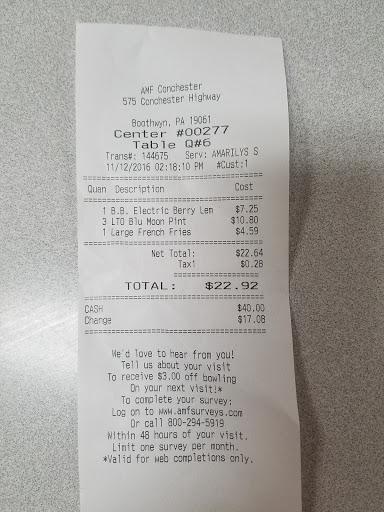 AMF Conchester
575 Conchester Highway
Boothwyn, PA 19061
Center #00277
Table Q#6
Trans#: 144675 Serv: AMARILYS S
11/12/2016 02:18:10 PM #Cust:1
Quan Description Cost
1 B.B. Electric Berry Lem $7.25
3 LTO Blu Moon Pint $10.80
1 Large French Fries $4.59
Net Total: $22.64
Tax1 $0.28
TOTAL: $22.92
CASH $40.00
Change $17.08
We'd love to hear from you!
Tell us about your visit
To receive $3.00 off bowling
On your next visit!*
To complete your survey:
Log on to www.amfsurveys.com
Or call 800-294-5919
Within 48 hours of your visit.
Limit one survey per month.
*Valid for web completions only.